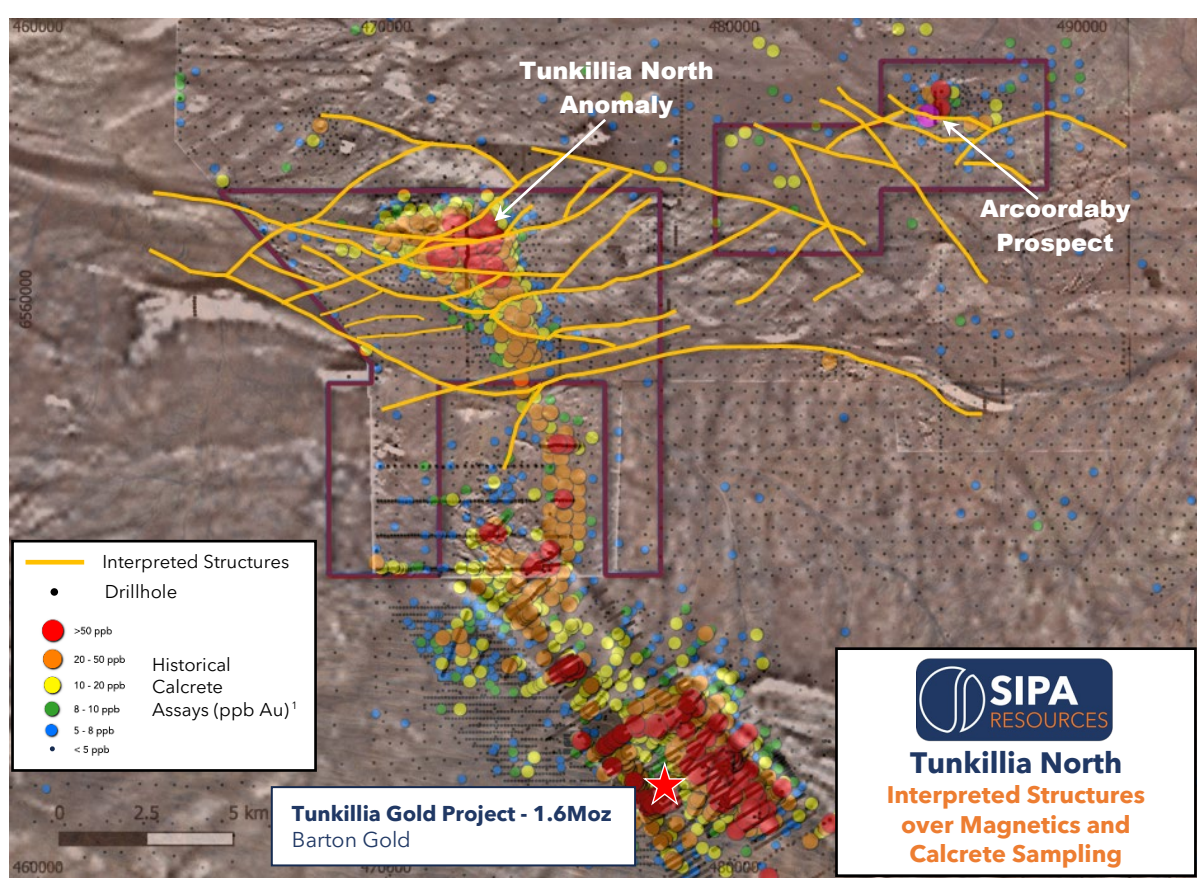 460000
470000
480000
490000
Tunkillia North
Anomaly
Arcoordaby
Prospect
6560000
Interpreted Structures
Drillhole
>50 ppb
20 - 50 ppb
10 - 20 ppb
8 - 10 ppb
5 - 8 ppb
< 5 ppb
Historical
Calcrete
Assays (ppb Au)¹
0 2.5 5 km
Tunkillia Gold Project - 1.6Moz
Barton Gold
SIPA
RESOURCES
Tunkillia North
Interpreted Structures
over Magnetics and
Calcrete Sampling
460000
470000
480000